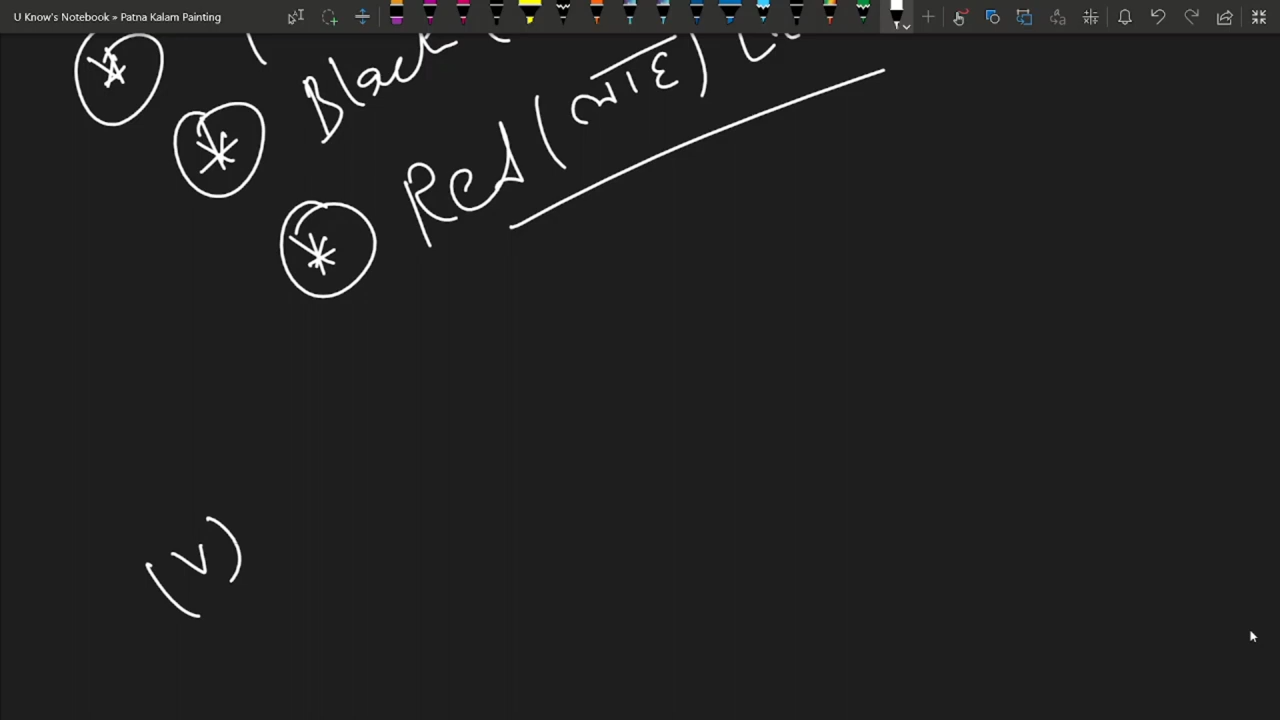 U Know's Notebook » Patna Kalam Painting
* Black (
* Red (लाह)
(v)